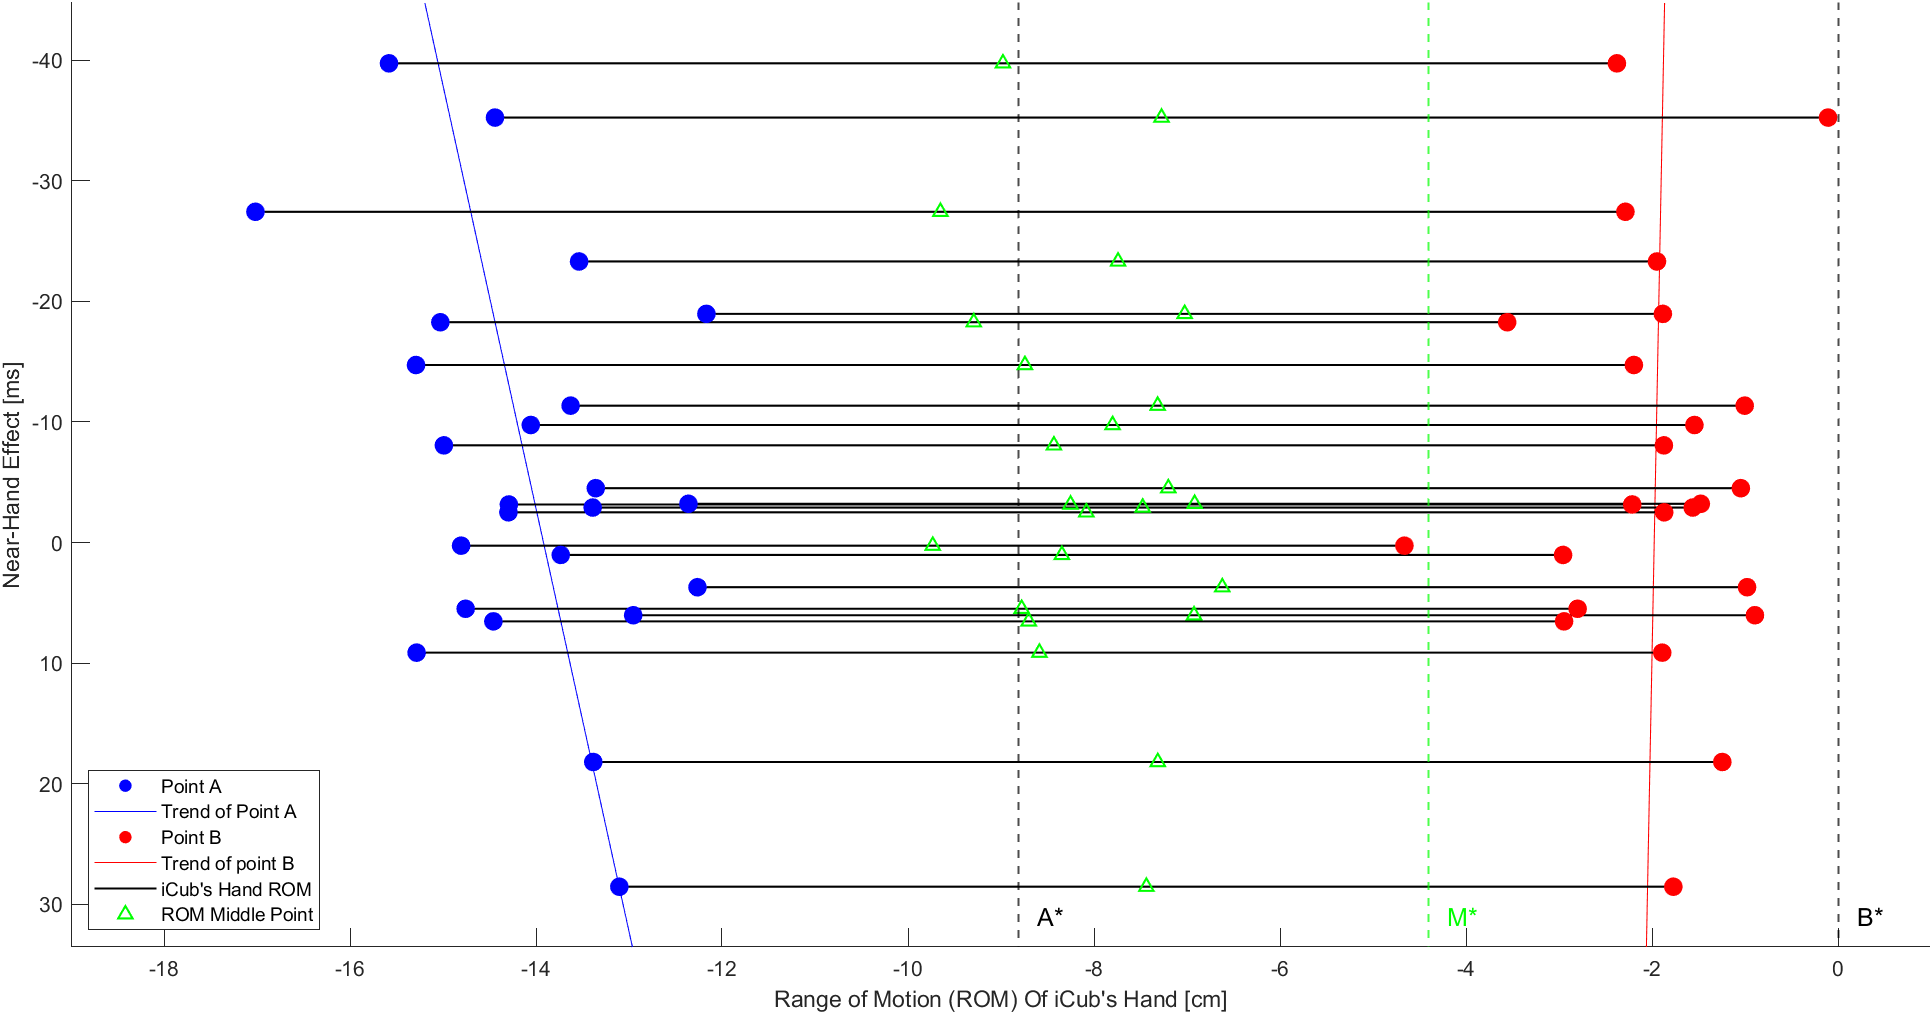 -40
-30
-20
-10
0
10
20
30
Near-Hand Effect [ms]
Point A
Trend of Point A
Point B
Trend of point B
iCub's Hand ROM
ROM Middle Point
A*
M*
B*
-18
-16
-14
-12
-10
-8
-6
-4
-2
0
Range of Motion (ROM) Of iCub's Hand [cm]